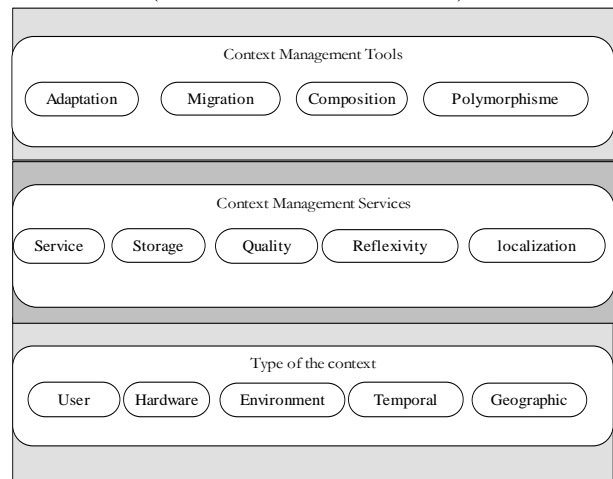 Context Management Tools
Adaptation Migration Composition Polymorphisme
Context Management Services
Service Storage Quality Reflexivity localization
Type of the context
User Hardware Environment Temporal Geographic